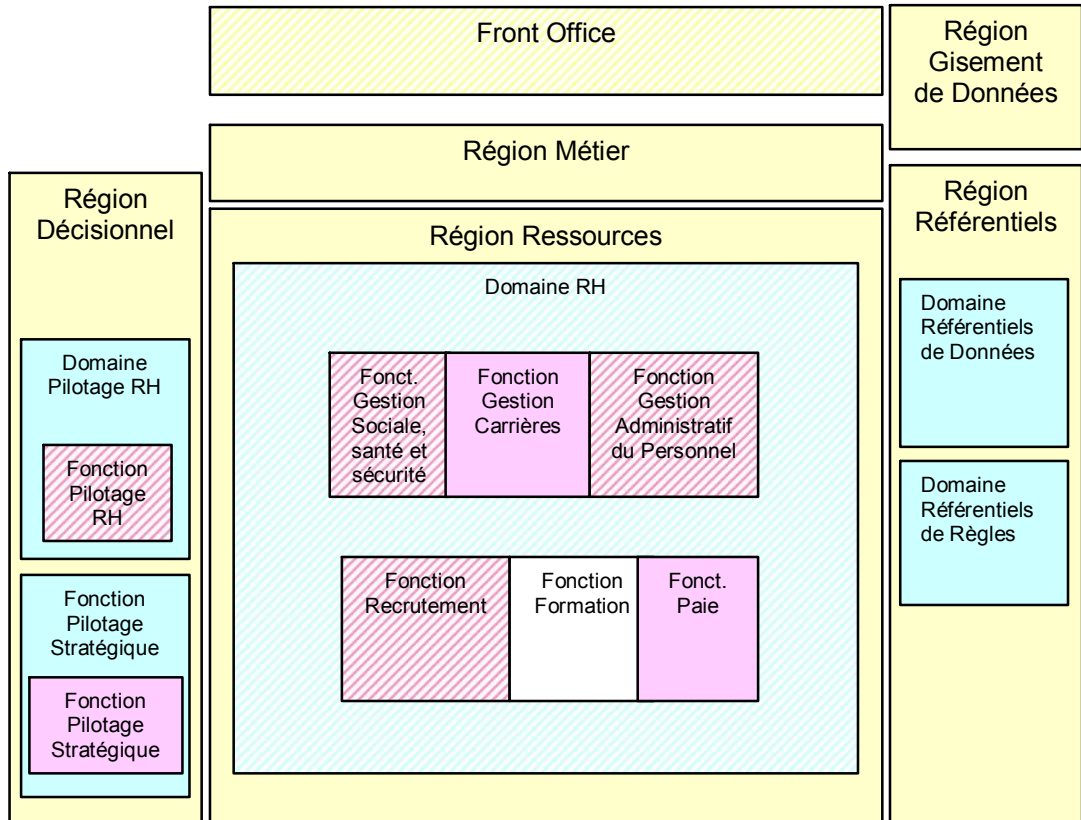 Front Office
Région
Gisement
de Données
Région Métier
Région
Décisionnel
Région Ressources
Région
Référentiels
Domaine RH
Domaine
Pilotage RH
Fonction
Pilotage
RH
Fonction
Pilotage
Stratégique
Fonction
Pilotage
Stratégique
Fonct.
Gestion
Sociale,
santé et
sécurité
Fonction
Gestion
Carrières
Fonction
Gestion
Administratif
du Personnel
Fonction
Recrutement
Fonction
Formation
Fonct.
Paie
Domaine
Référentiels
de Données
Domaine
Référentiels
de Règles